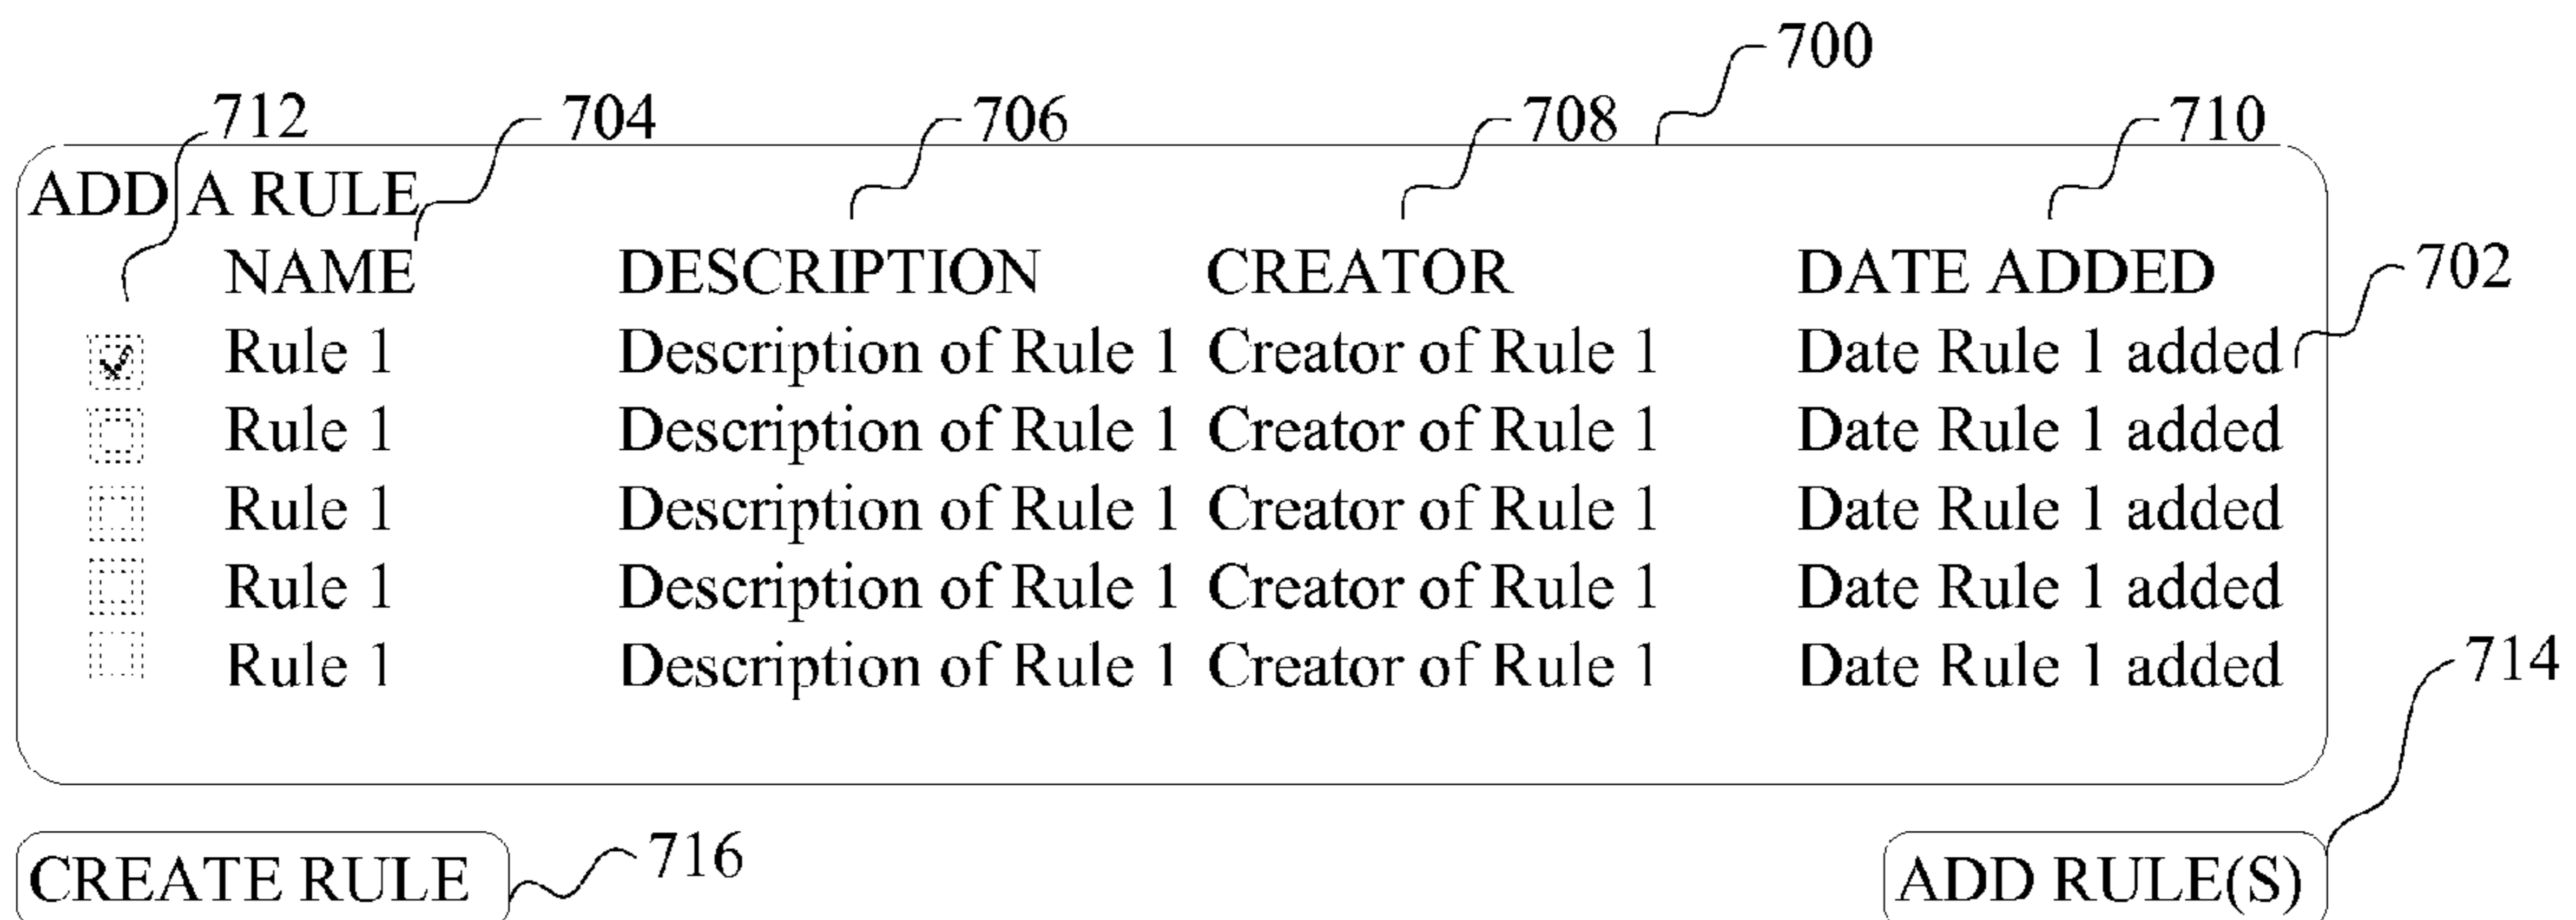 700
712 704 706 708 710
ADD A RULE
NAME DESCRIPTION CREATOR DATE ADDED 702
Rule 1 Description of Rule 1 Creator of Rule 1 Date Rule 1 added
Rule 1 Description of Rule 1 Creator of Rule 1 Date Rule 1 added
Rule 1 Description of Rule 1 Creator of Rule 1 Date Rule 1 added
Rule 1 Description of Rule 1 Creator of Rule 1 Date Rule 1 added
Rule 1 Description of Rule 1 Creator of Rule 1 Date Rule 1 added
714
CREATE RULE 716 ADD RULE(S)